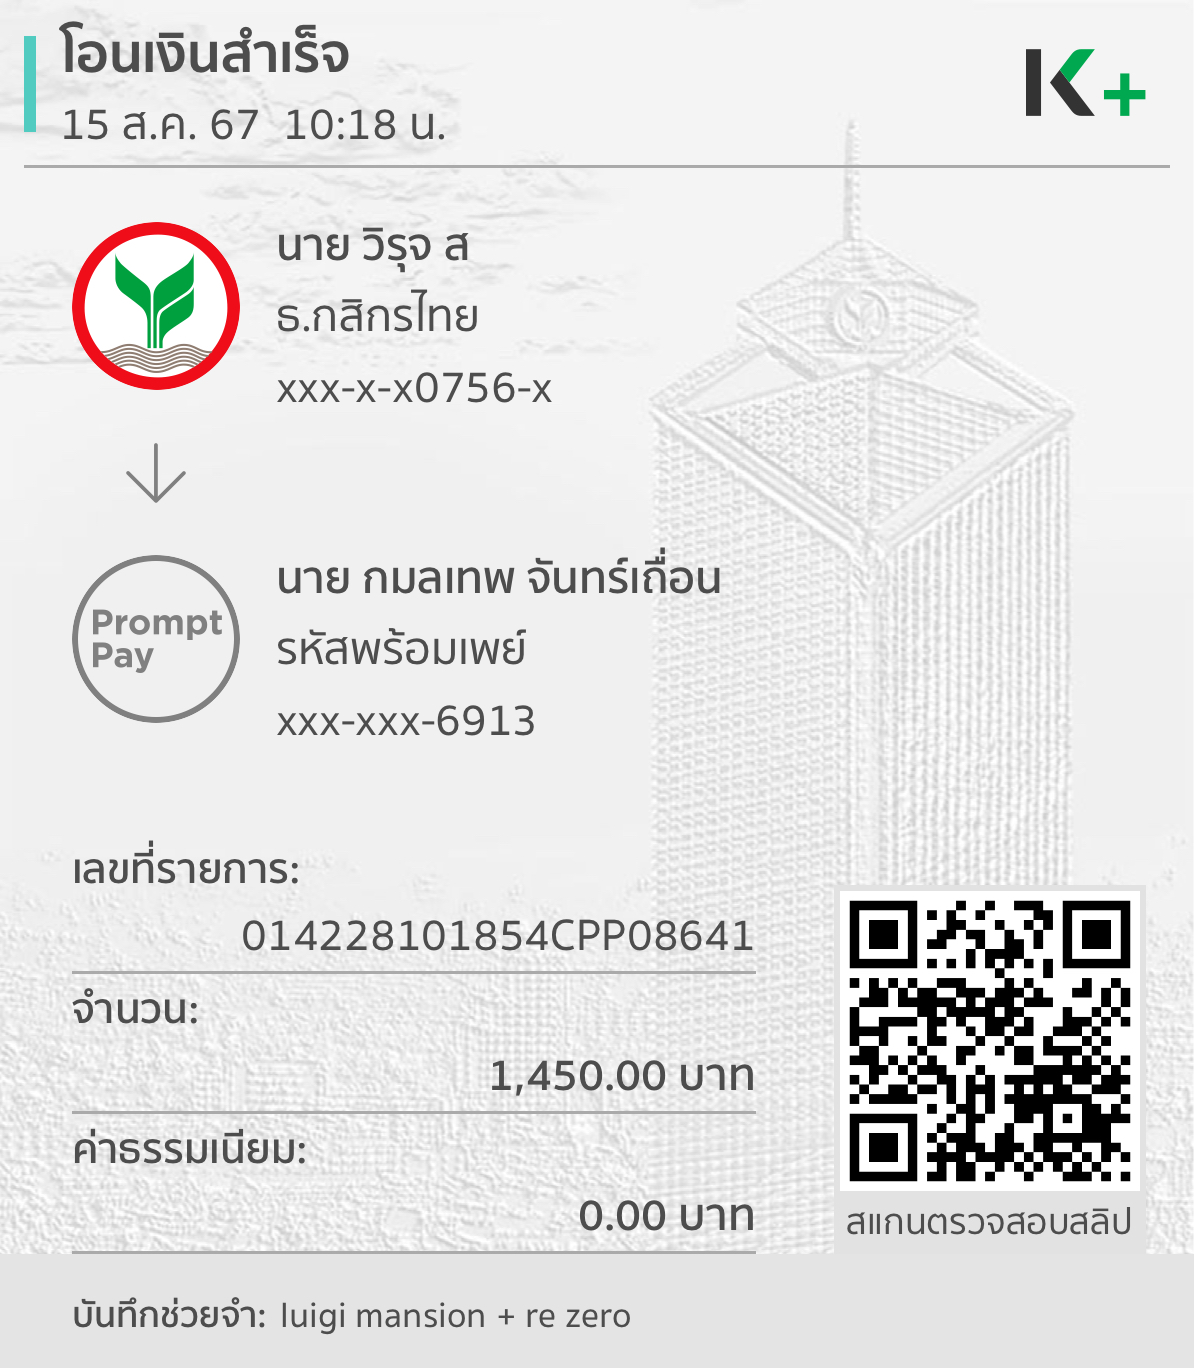 โอนเงินสำเร็จ
15 ส.ค. 67 10:18 น.
K+
นาย วิรุจ ส
ธ.กสิกรไทย
xxx-x-x0756-x
Prompt
Pay
นาย กมลเทพ จันทร์เถื่อน
รหัสพร้อมเพย์
xxx-xxx-6913
เลขที่รายการ:
014228101854CPP08641
จำนวน:
1,450.00 บาท
ค่าธรรมเนียม:
0.00 บาท
สแกนตรวจสอบสลิป
บันทึกช่วยจำ: luigi mansion + re zero